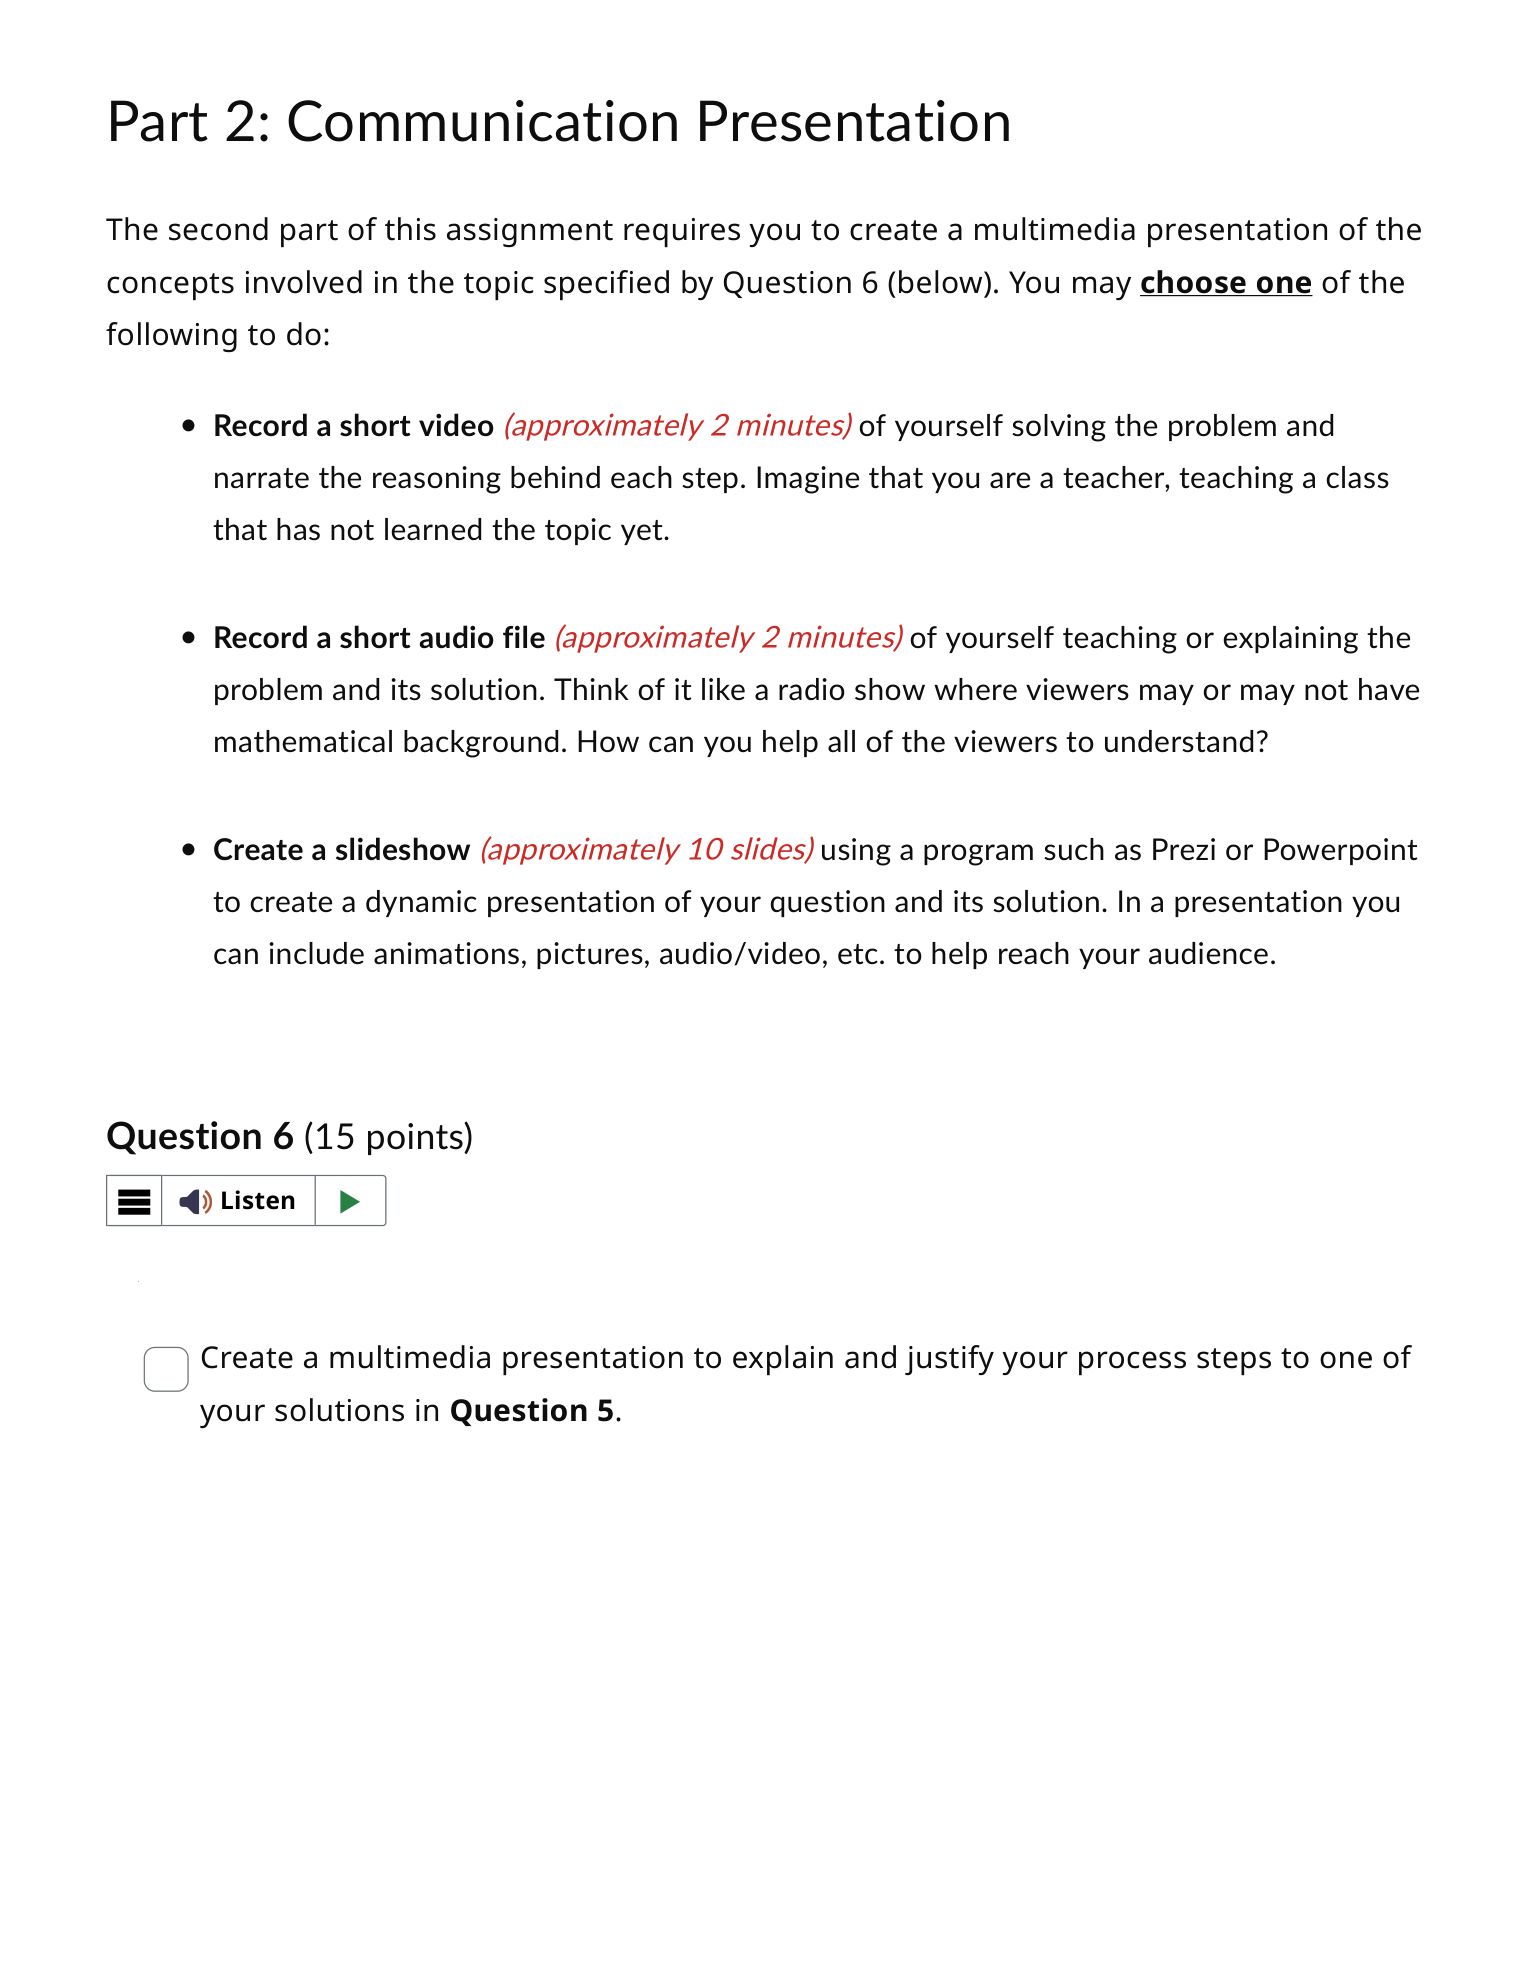 Part 2: Communication Presentation
The second part of this assignment requires you to create a multimedia presentation of the
concepts involved in the topic specified by Question 6 (below). You may choose one of the
following to do:
• Record a short video (approximately 2 minutes) of yourself solving the problem and
narrate the reasoning behind each step. Imagine that you are a teacher, teaching a class
that has not learned the topic yet.
• Record a short audio file (approximately 2 minutes) of yourself teaching or explaining the
problem and its solution. Think of it like a radio show where viewers may or may not have
mathematical background. How can you help all of the viewers to understand?
• Create a slideshow (approximately 10 slides) using a program such as Prezi or Powerpoint
to create a dynamic presentation of your question and its solution. In a presentation you
can include animations, pictures, audio/video, etc. to help reach your audience.
Question 6 (15 points)
Listen
Create a multimedia presentation to explain and justify your process steps to one of
your solutions in Question 5.